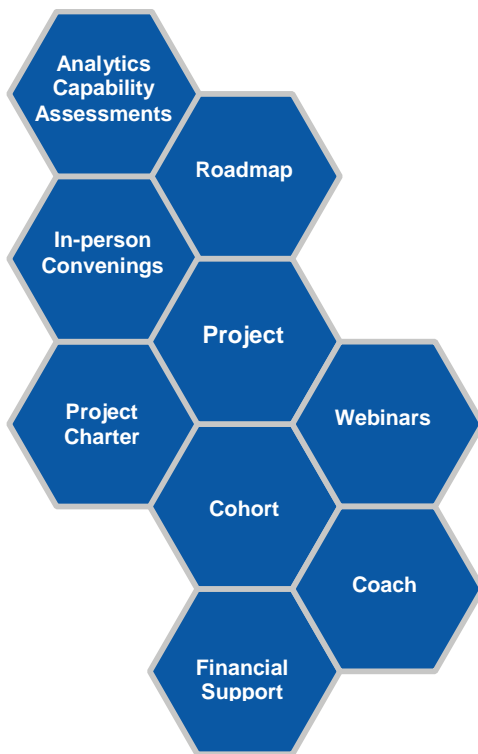 Analytics
Capability
Assessments
Roadmap
In-person
Convenings
Project
Project
Charter
Webinars
Cohort
Coach
Financial
Support